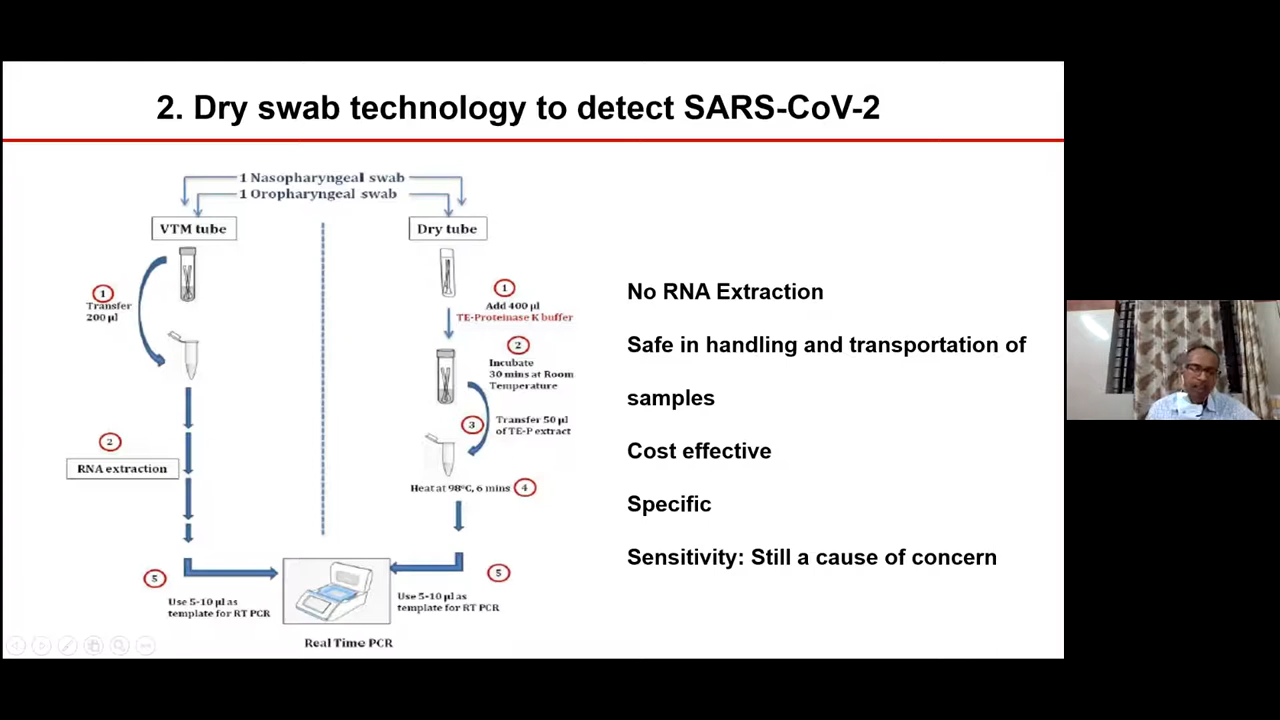 2. Dry swab technology to detect SARS-CoV-2
1 Nasopharyngeal swab
1 Oropharyngeal swab
VTM tube
1
Transfer
200 µl
2
RNA extraction
5
Use 5-10 µl as
template for RT PCR
Dry tube
1
Add 400 µl
TE-Proteinase K buffer
2
Incubate
30 mins at Room
Temperature
3
Transfer 50 µl
of TE-P extract
Heat at 98°C, 6 mins
4
5
Use 5-10 µl as
template for RT PCR
Real Time PCR
No RNA Extraction
Safe in handling and transportation of
samples
Cost effective
Specific
Sensitivity: Still a cause of concern